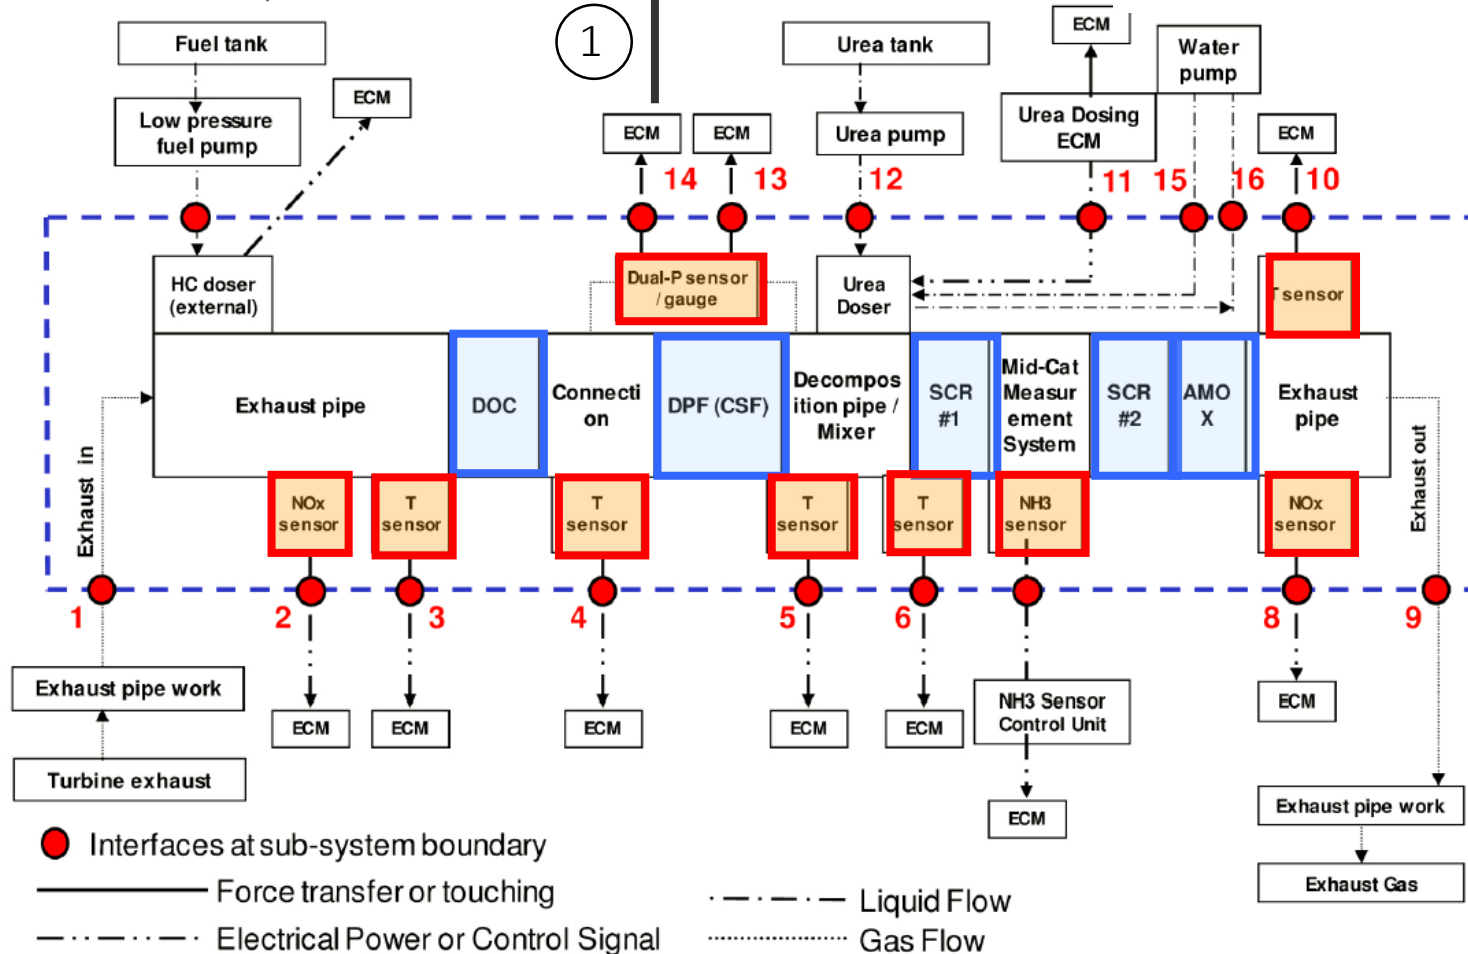 1
Fuel tank
ECM
Low pressure
fuel pump
HC doser
(external)
ECM
14
ECM
13
Dual-P sensor
/ gauge
Urea tank
Urea pump
12
Urea
Doser
ECM
Urea Dosing
ECM
11
Water
pump
15
16
ECM
10
T sensor
Exhaust pipe
DOC
Connecti
on
DPF (CSF)
Decompos
ition pipe /
Mixer
SCR
#1
Mid-Cat
Measur
ement
System
SCR
#2
AMO
X
Exhaust
pipe
Exhaust in
Exhaust out
NOx
sensor
T
sensor
T
sensor
T
sensor
T
sensor
NH3
sensor
NOx
sensor
1
2
3
4
5
6
8
9
Exhaust pipe work
Turbine exhaust
ECM
ECM
ECM
ECM
ECM
NH3 Sensor
Control Unit
ECM
ECM
Exhaust pipe work
Exhaust Gas
Interfaces at sub-system boundary
Force transfer or touching
Electrical Power or Control Signal
Liquid Flow
Gas Flow